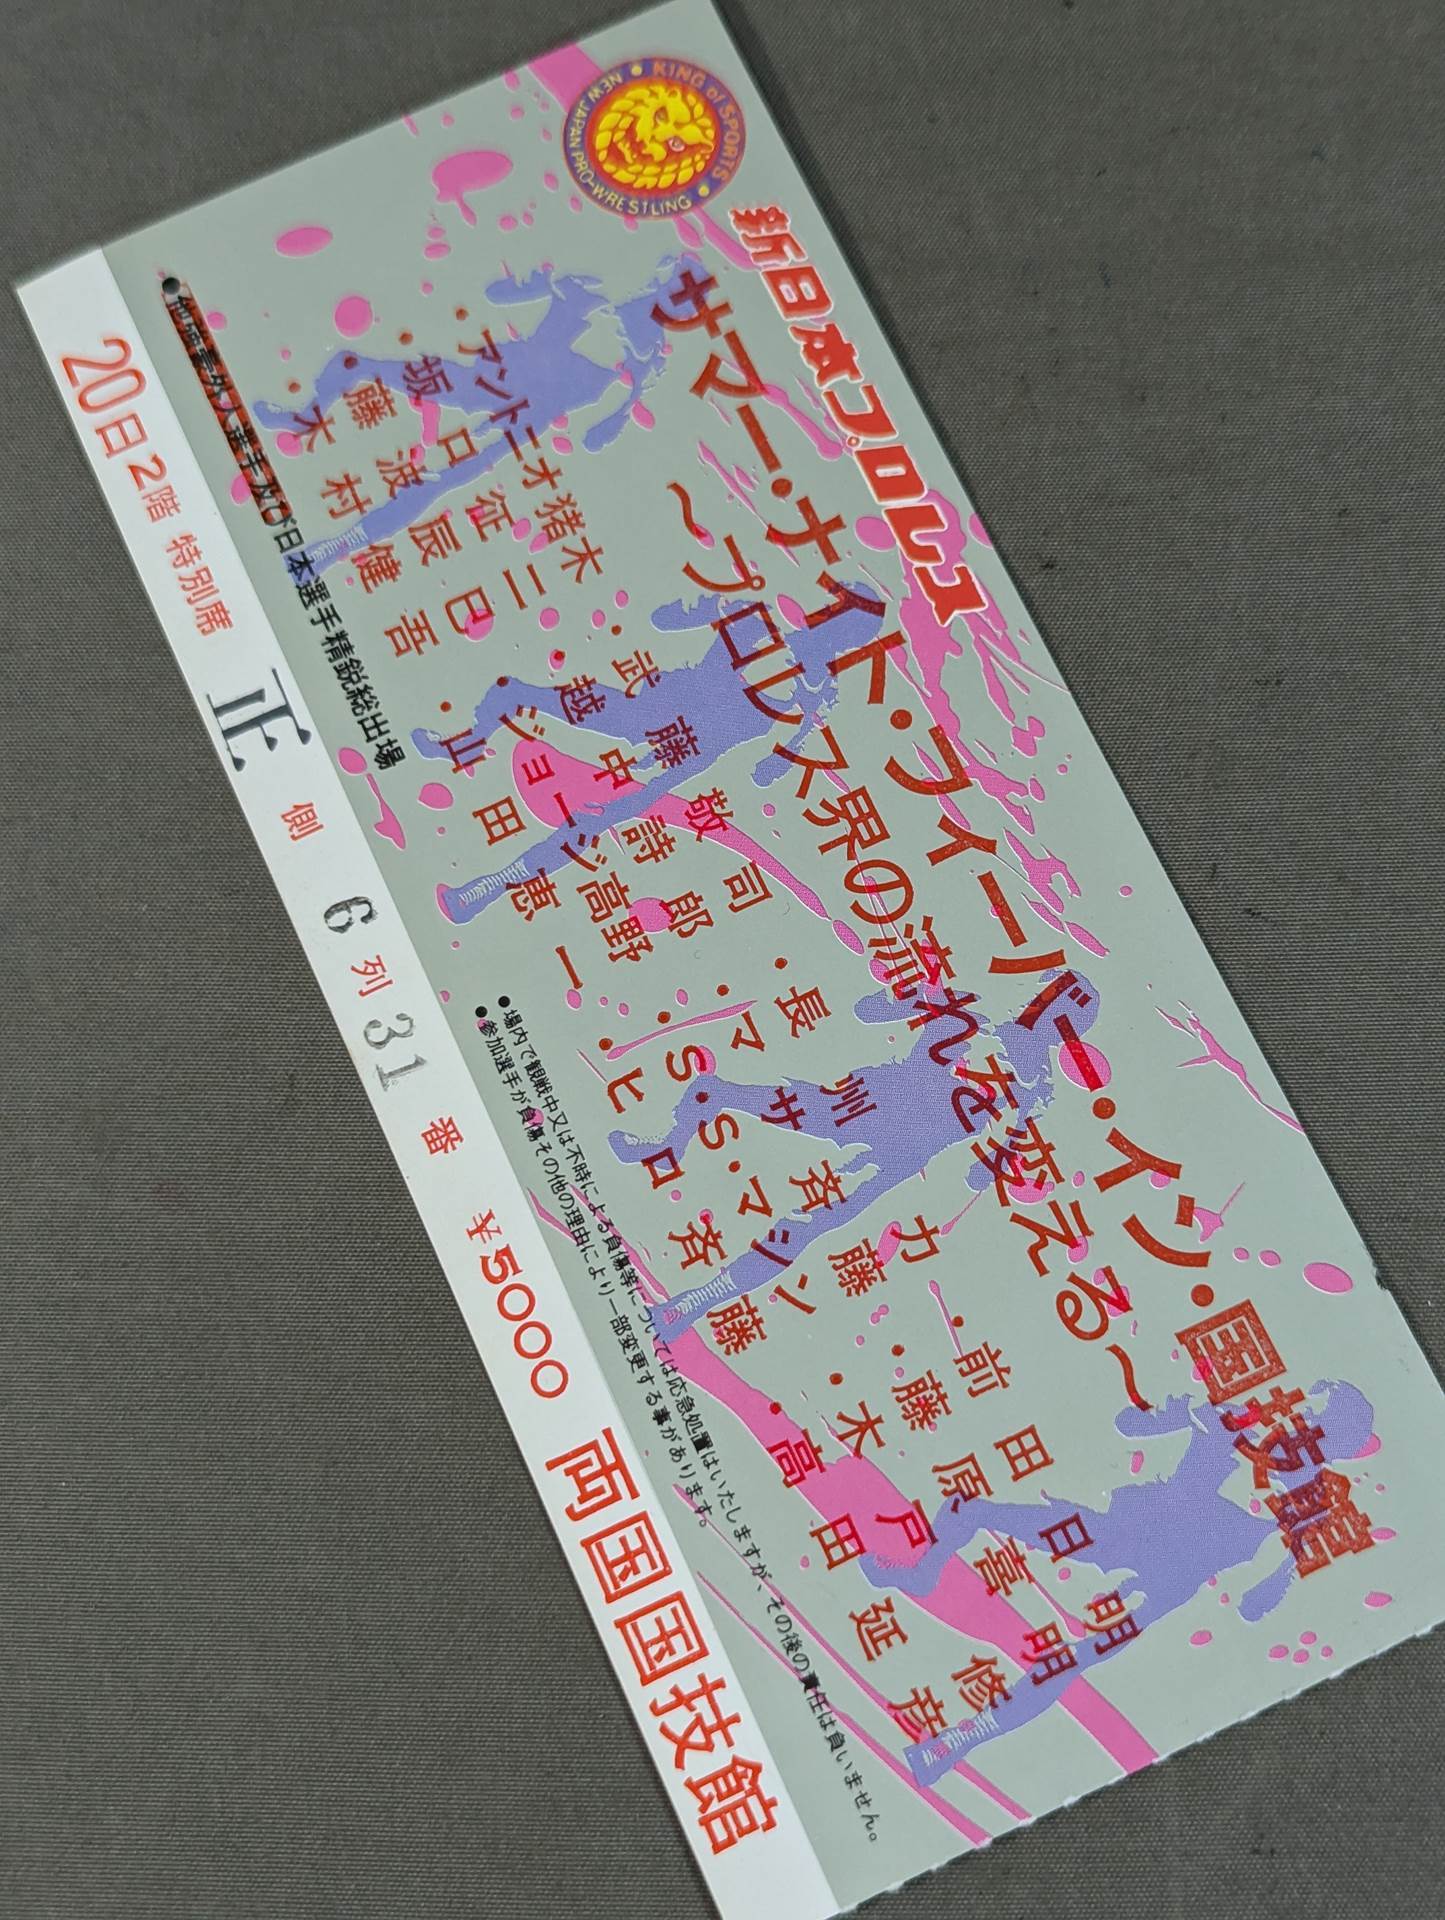 KING of SPORTS
NEW JAPAN PRO-WRESTLING
新日本プロレス
サマー・ナイト・フィーバー・イン・国技館
〜プロレス界の流れを変える〜
・アントニオ猪木 ・武藤敬司 ・長州力 ・前田日明
・坂口征二 ・越中詩郎 ・マサ斉藤 ・藤原喜明
・藤波辰巳 ・ジョージ高野 ・S・S・マシン ・木戸修
・木村健吾 ・山田恵一 ・ヒロ斉藤 ・高田延彦
●他強豪外人選手及び日本選手精鋭総出場
●場内で観戦中又は不時による負傷等については応急処置はいたしますが、その後の責任は負いません。
●参加選手が負傷その他の理由により一部変更する事があります。
20日2階 特別席 正 側 6 列 31 番 ¥5000 両国国技館